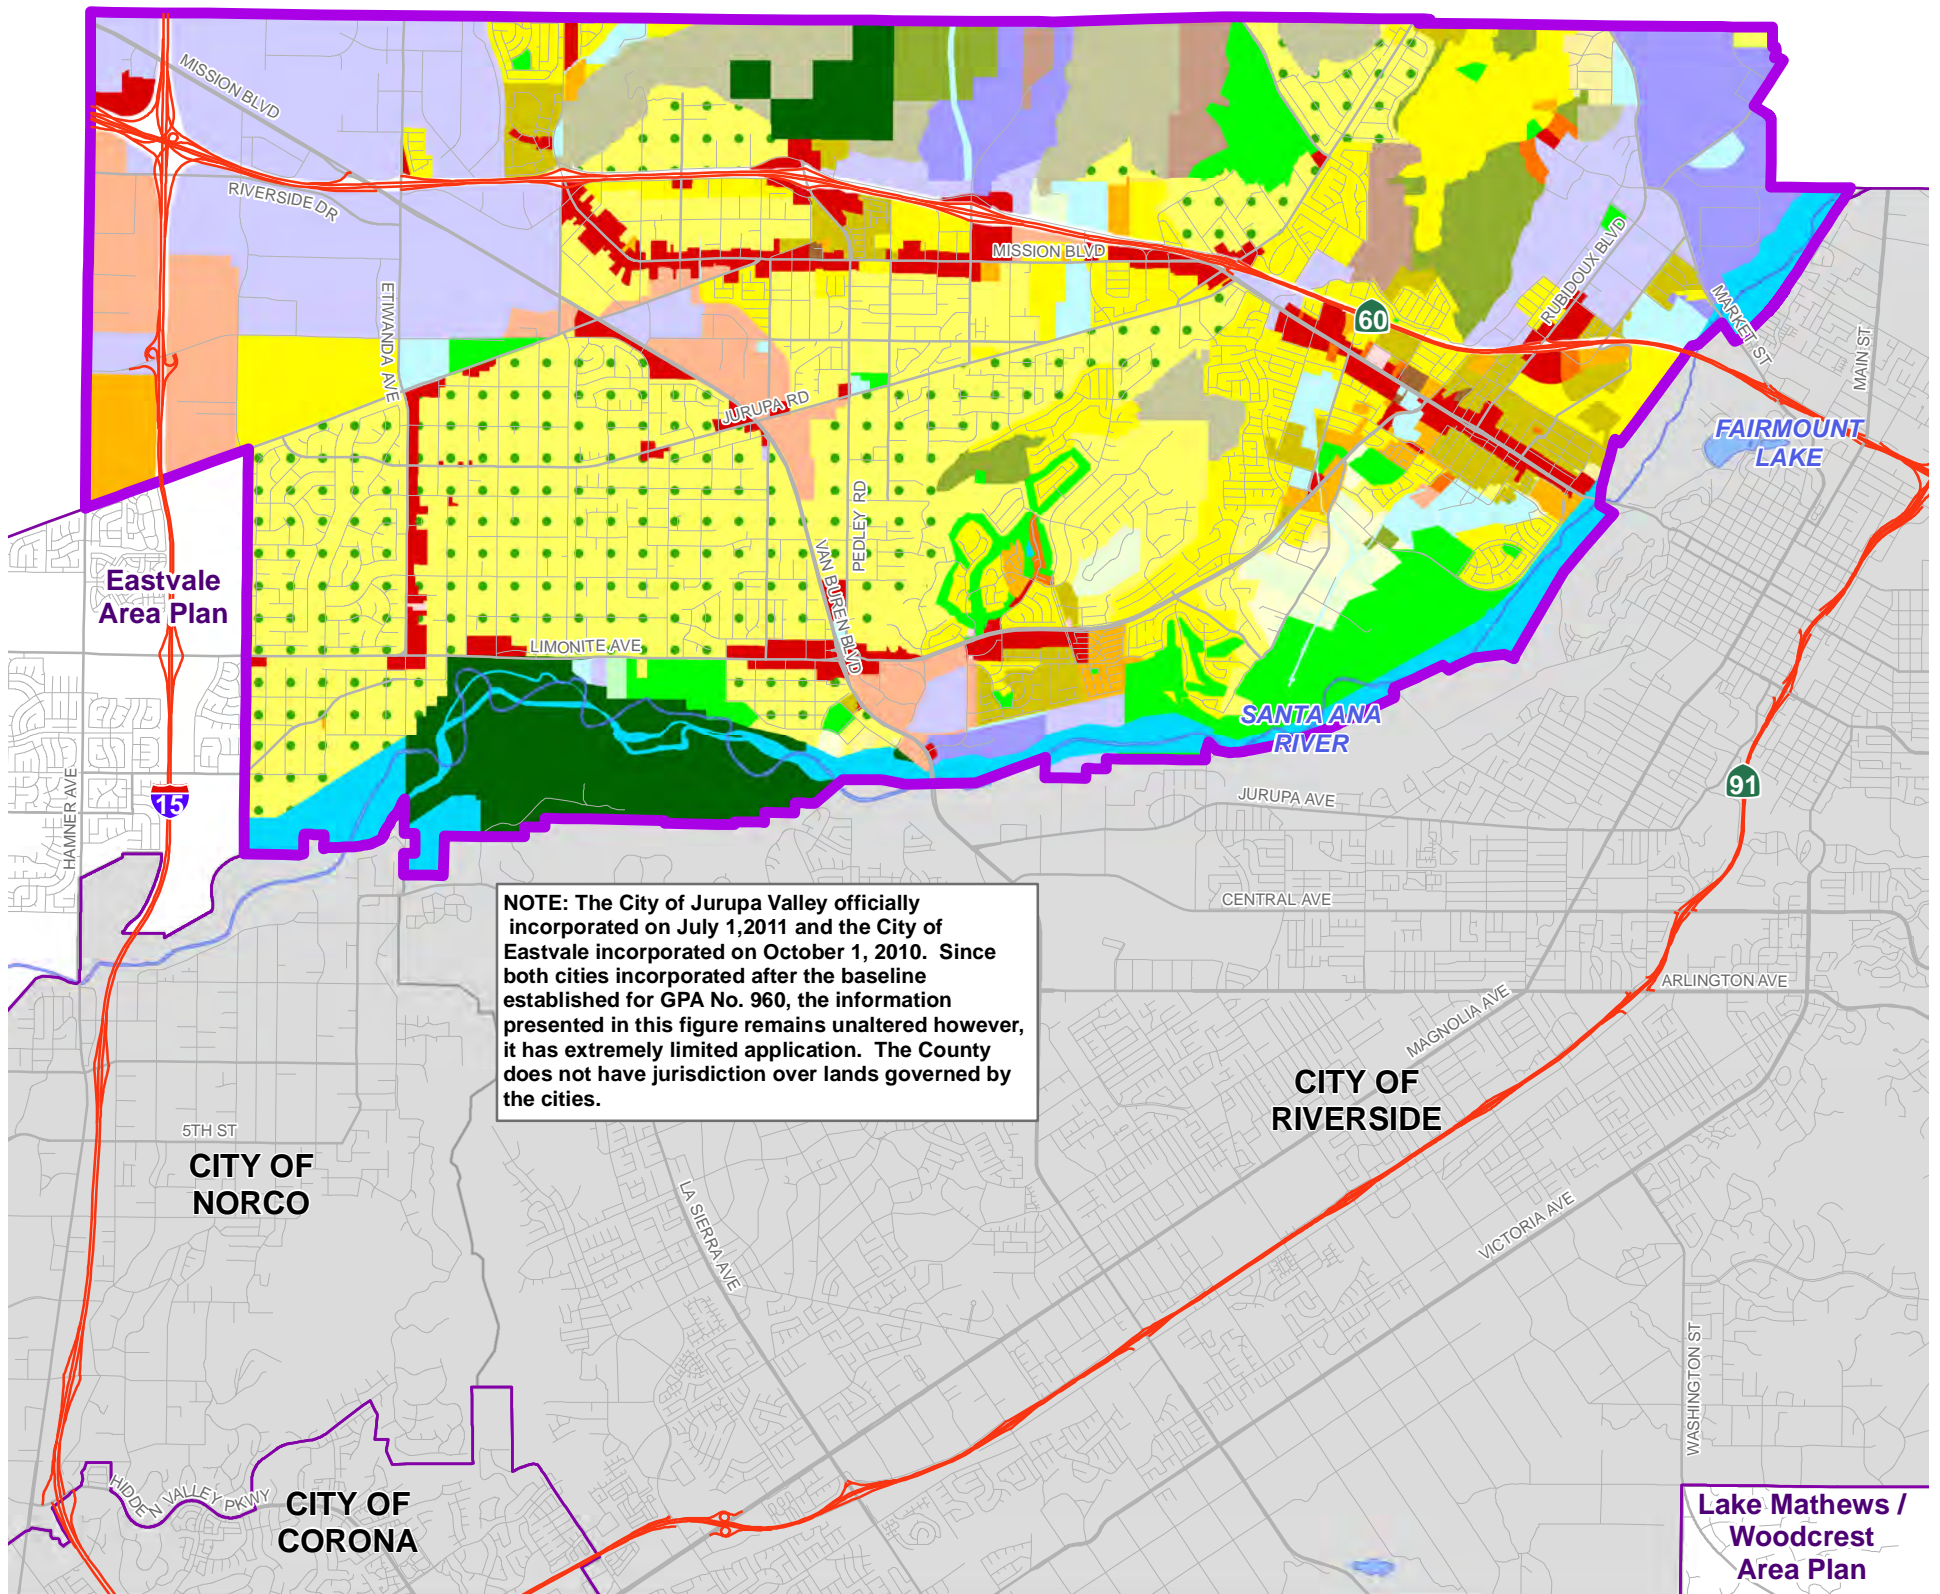 MISSION BLVD
RIVERSIDE DR
ETIWANDA AVE
MISSION BLVD
60
RUBIDOUX BLVD
MARKET ST
MAIN ST
JURUPA RD
PEDLEY RD
VAN BUREN BLVD
LIMONITE AVE
FAIRMOUNT
LAKE
Eastvale
Area Plan
SANTA ANA
RIVER
HAMNER AVE
15
91
JURUPA AVE
CENTRAL AVE
ARLINGTON AVE
MAGNOLIA AVE
NOTE: The City of Jurupa Valley officially
incorporated on July 1,2011 and the City of
Eastvale incorporated on October 1, 2010. Since
both cities incorporated after the baseline
established for GPA No. 960, the information
presented in this figure remains unaltered however,
it has extremely limited application. The County
does not have jurisdiction over lands governed by
the cities.
CITY OF
RIVERSIDE
5TH ST
CITY OF
NORCO
LA SIERRA AVE
VICTORIA AVE
WASHINGTON ST
HIDDEN VALLEY PKWY
CITY OF
CORONA
Lake Mathews /
Woodcrest
Area Plan